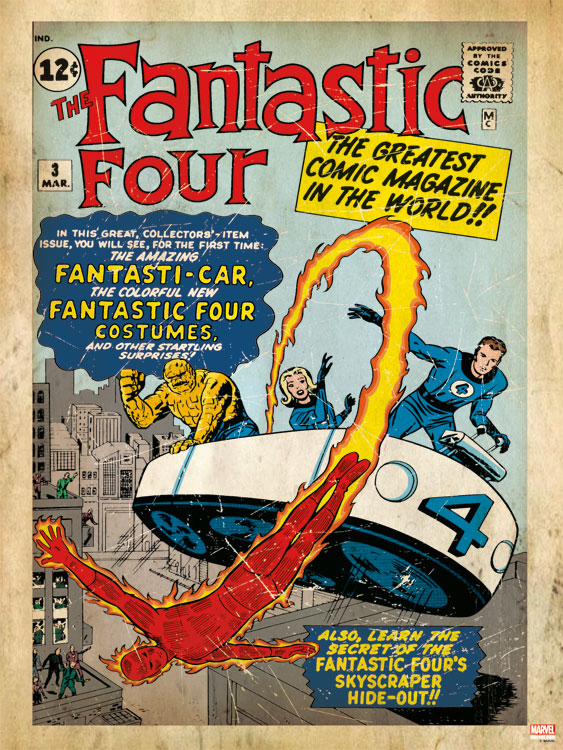 IND.
12¢
THE Fantastic
Four
APPROVED
BY THE
COMICS
CODE
CA
AUTHORITY
M
C
3
MAR.
THE GREATEST
COMIC MAGAZINE
IN THE WORLD!!
IN THIS GREAT, COLLECTORS'-ITEM
ISSUE, YOU WILL SEE, FOR THE FIRST TIME:
THE AMAZING
FANTASTI-CAR,
THE COLORFUL NEW
FANTASTIC FOUR
COSTUMES,
AND OTHER STARTLING
SURPRISES!
4
4
ALSO, LEARN THE
SECRET OF THE
FANTASTIC FOUR'S
SKYSCRAPER
HIDE-OUT!!
MARVEL